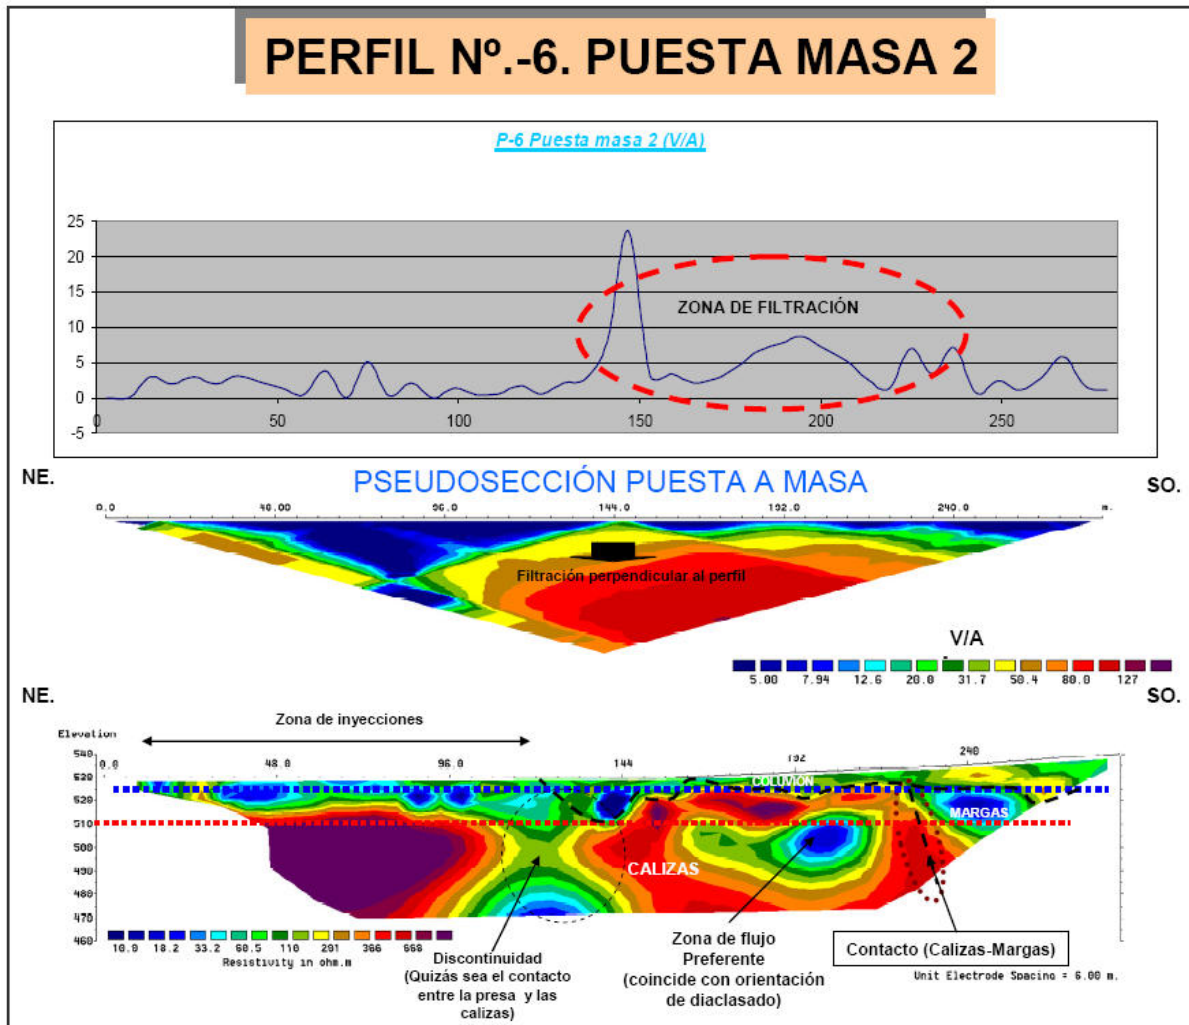 PERFIL Nº.-6. PUESTA MASA 2
P-6 Puesta masa 2 (V/A)
25
20
15
10
5
0
-5
0 50 100 150 200 250
ZONA DE FILTRACIÓN
NE.
PSEUDOSECCIÓN PUESTA A MASA
SO.
0.0 48.00 96.0 144.0 192.0 240.0 m.
Filtración perpendicular al perfil
V/A
5.00 7.94 12.6 20.0 31.7 50.4 80.0 127
NE.
SO.
Zona de inyecciones
Elevation
540
530
520
510
500
490
480
470
460
0.0 48.0 96.0 144 192 240
COLUVIÓN
MARGAS
CALIZAS
10.0 18.2 33.2 60.5 110 201 366 668
Resistivity in ohm.m
Discontinuidad
(Quizás sea el contacto
entre la presa y las
calizas)
Zona de flujo
Preferente
(coincide con orientación
de diaclasado)
Contacto (Calizas-Margas)
Unit Electrode Spacing = 6.00 m.